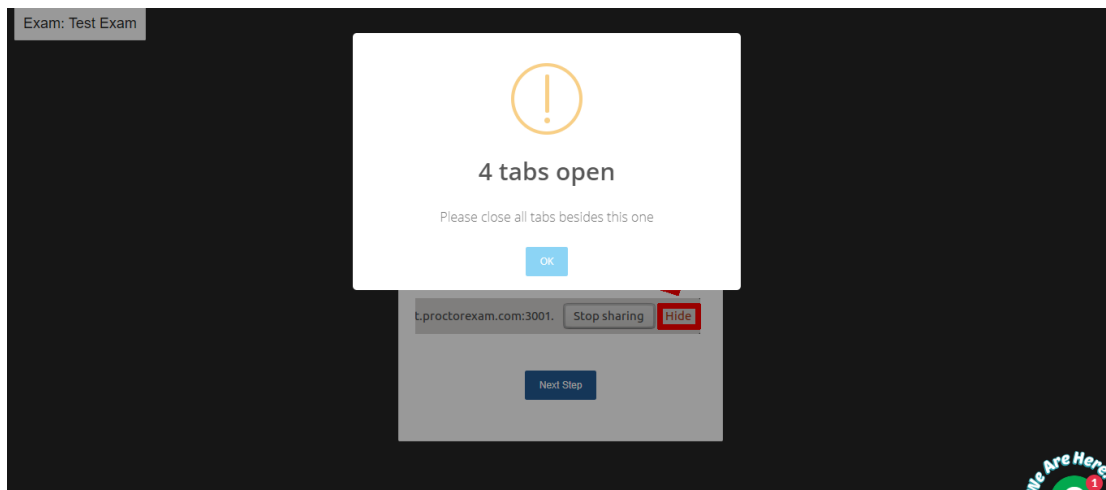 Exam: Test Exam
4 tabs open
Please close all tabs besides this one
OK
t.proctorexam.com:3001. Stop sharing Hide
Next Step
We Are Here
1